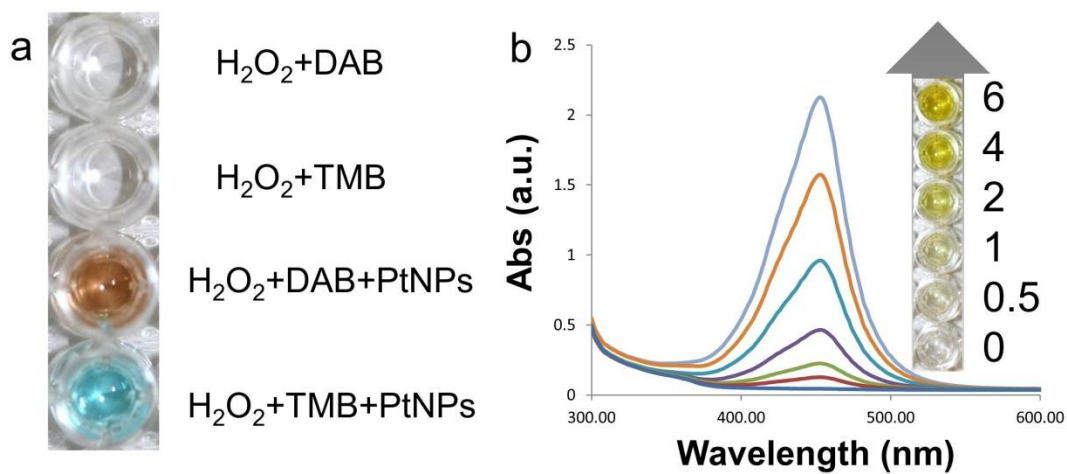 a
H₂O₂+DAB
H₂O₂+TMB
H₂O₂+DAB+PtNPs
H₂O₂+TMB+PtNPs
b
Abs (a.u.)
2.5
2
1.5
1
0.5
0
300.00 400.00 500.00 600.00
Wavelength (nm)
6
4
2
1
0.5
0